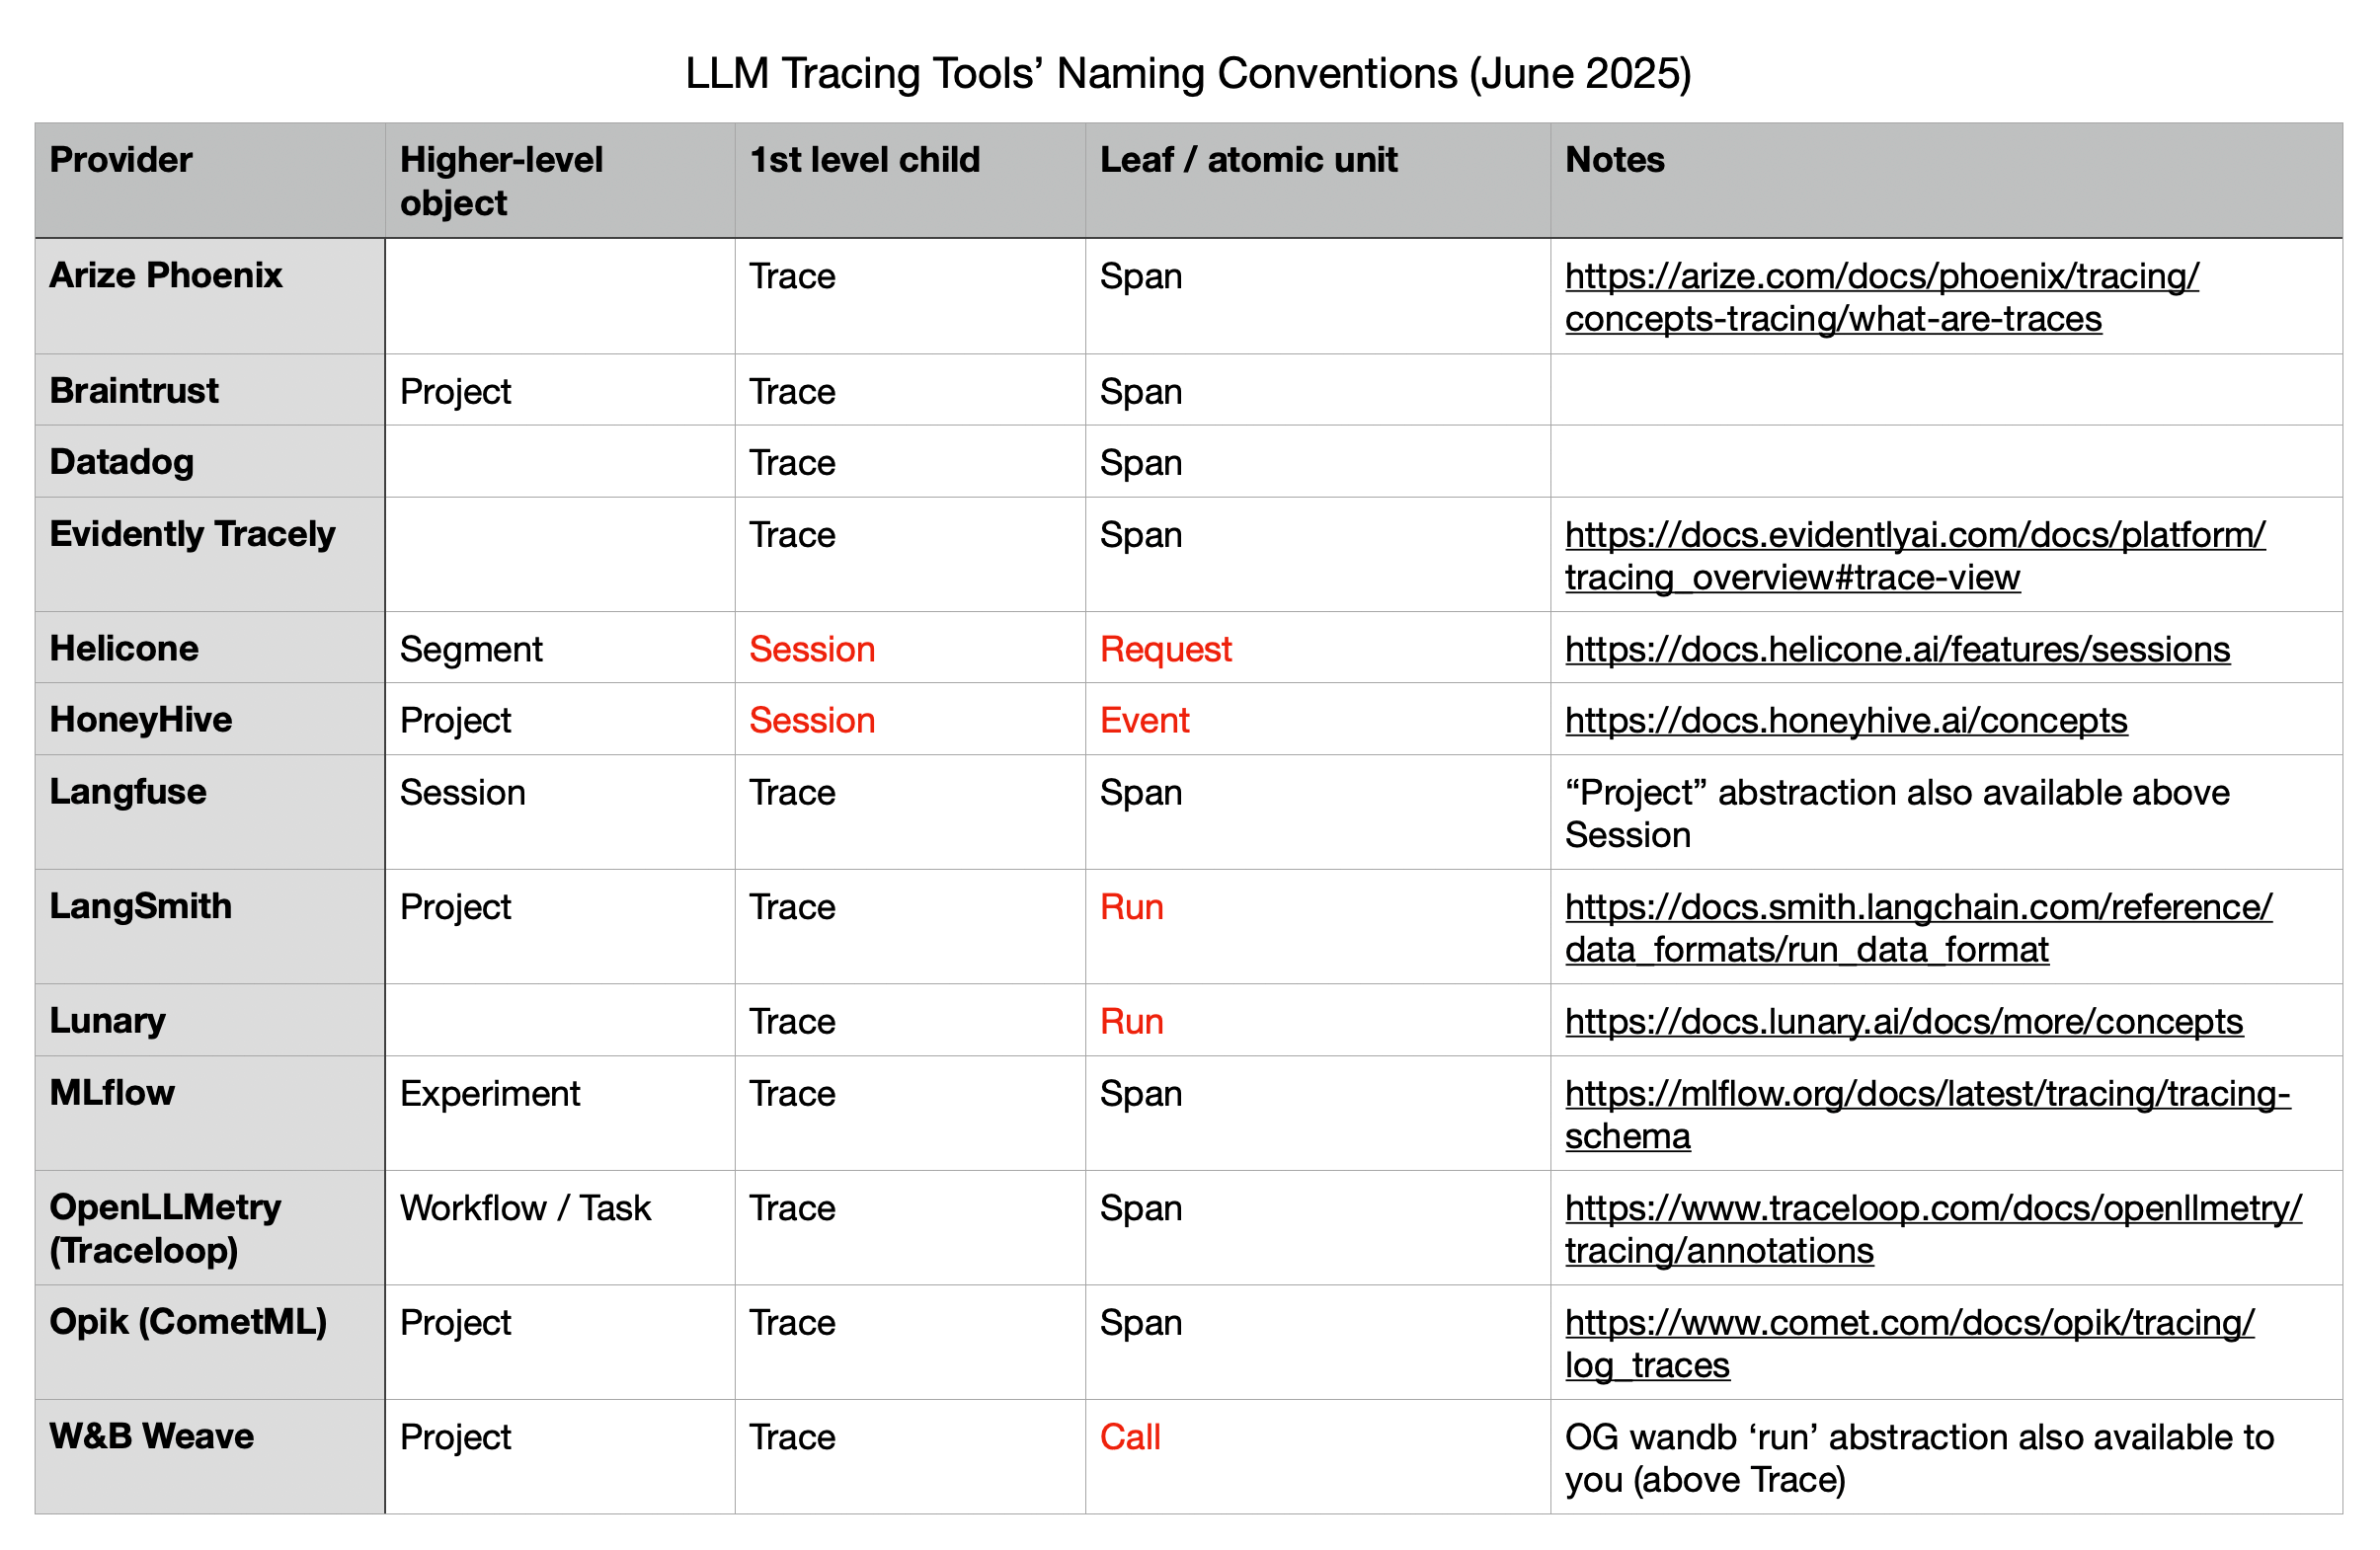 LLM Tracing Tools’ Naming Conventions (June 2025)
Provider
Higher-level
object
1st level child
Leaf / atomic unit
Notes
Arize Phoenix
Trace
Span
https://arize.com/docs/phoenix/tracing/
concepts-tracing/what-are-traces
Braintrust
Project
Trace
Span
Datadog
Trace
Span
Evidently Tracely
Trace
Span
https://docs.evidentlyai.com/docs/platform/
tracing_overview#trace-view
Helicone
Segment
Session
Request
https://docs.helicone.ai/features/sessions
HoneyHive
Project
Session
Event
https://docs.honeyhive.ai/concepts
Langfuse
Session
Trace
Span
“Project” abstraction also available above
Session
LangSmith
Project
Trace
Run
https://docs.smith.langchain.com/reference/
data_formats/run_data_format
Lunary
Trace
Run
https://docs.lunary.ai/docs/more/concepts
MLflow
Experiment
Trace
Span
https://mlflow.org/docs/latest/tracing/tracing-
schema
OpenLLMetry
(Traceloop)
Workflow / Task
Trace
Span
https://www.traceloop.com/docs/openllmetry/
tracing/annotations
Opik (CometML)
Project
Trace
Span
https://www.comet.com/docs/opik/tracing/
log_traces
W&B Weave
Project
Trace
Call
OG wandb ‘run’ abstraction also available to
you (above Trace)